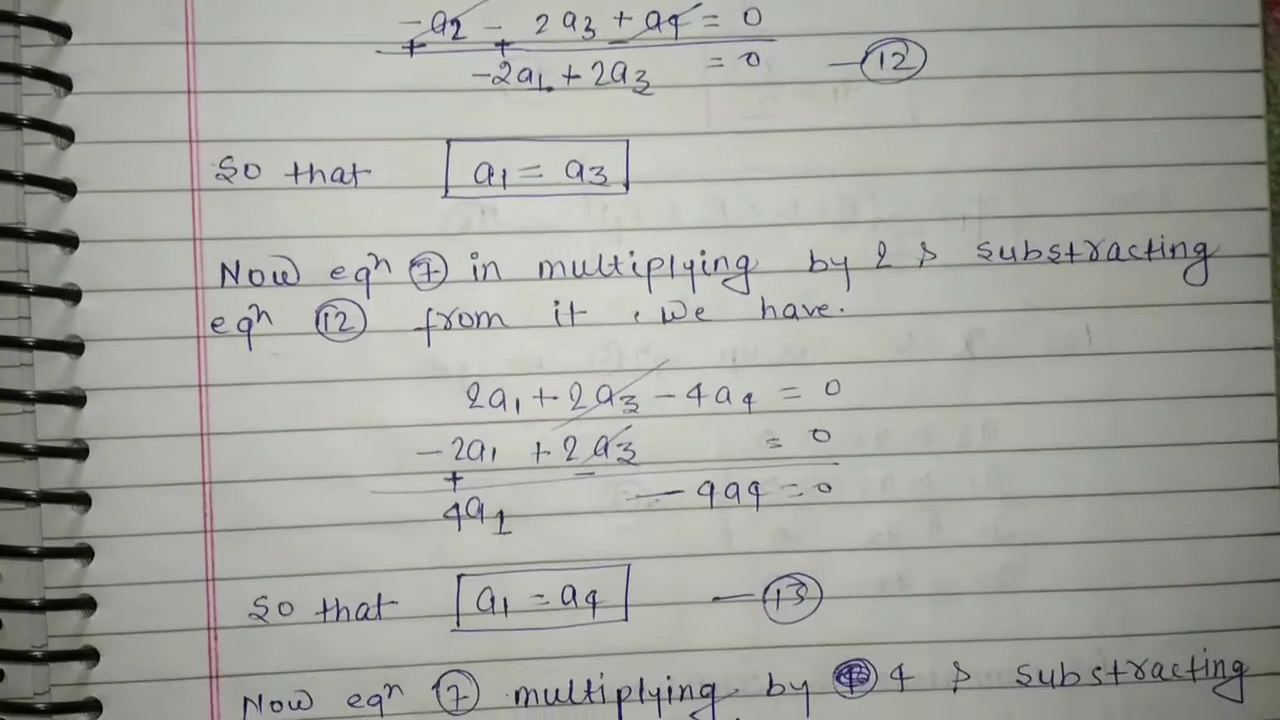 -a2 - 2a3 + a4 = 0
+ + -
-2a1 + 2a3 = 0 — 12
So that a1 = a3
Now eqn 7 in multiplying by 2 & substracting
eqn 12 from it, we have.
2a1 + 2a3 - 4a4 = 0
-2a1 + 2a3 = 0
+ -
4a1 - 4a4 = 0
So that a1 = a4 — 13
Now eqn 7 multiplying by 4 & substracting